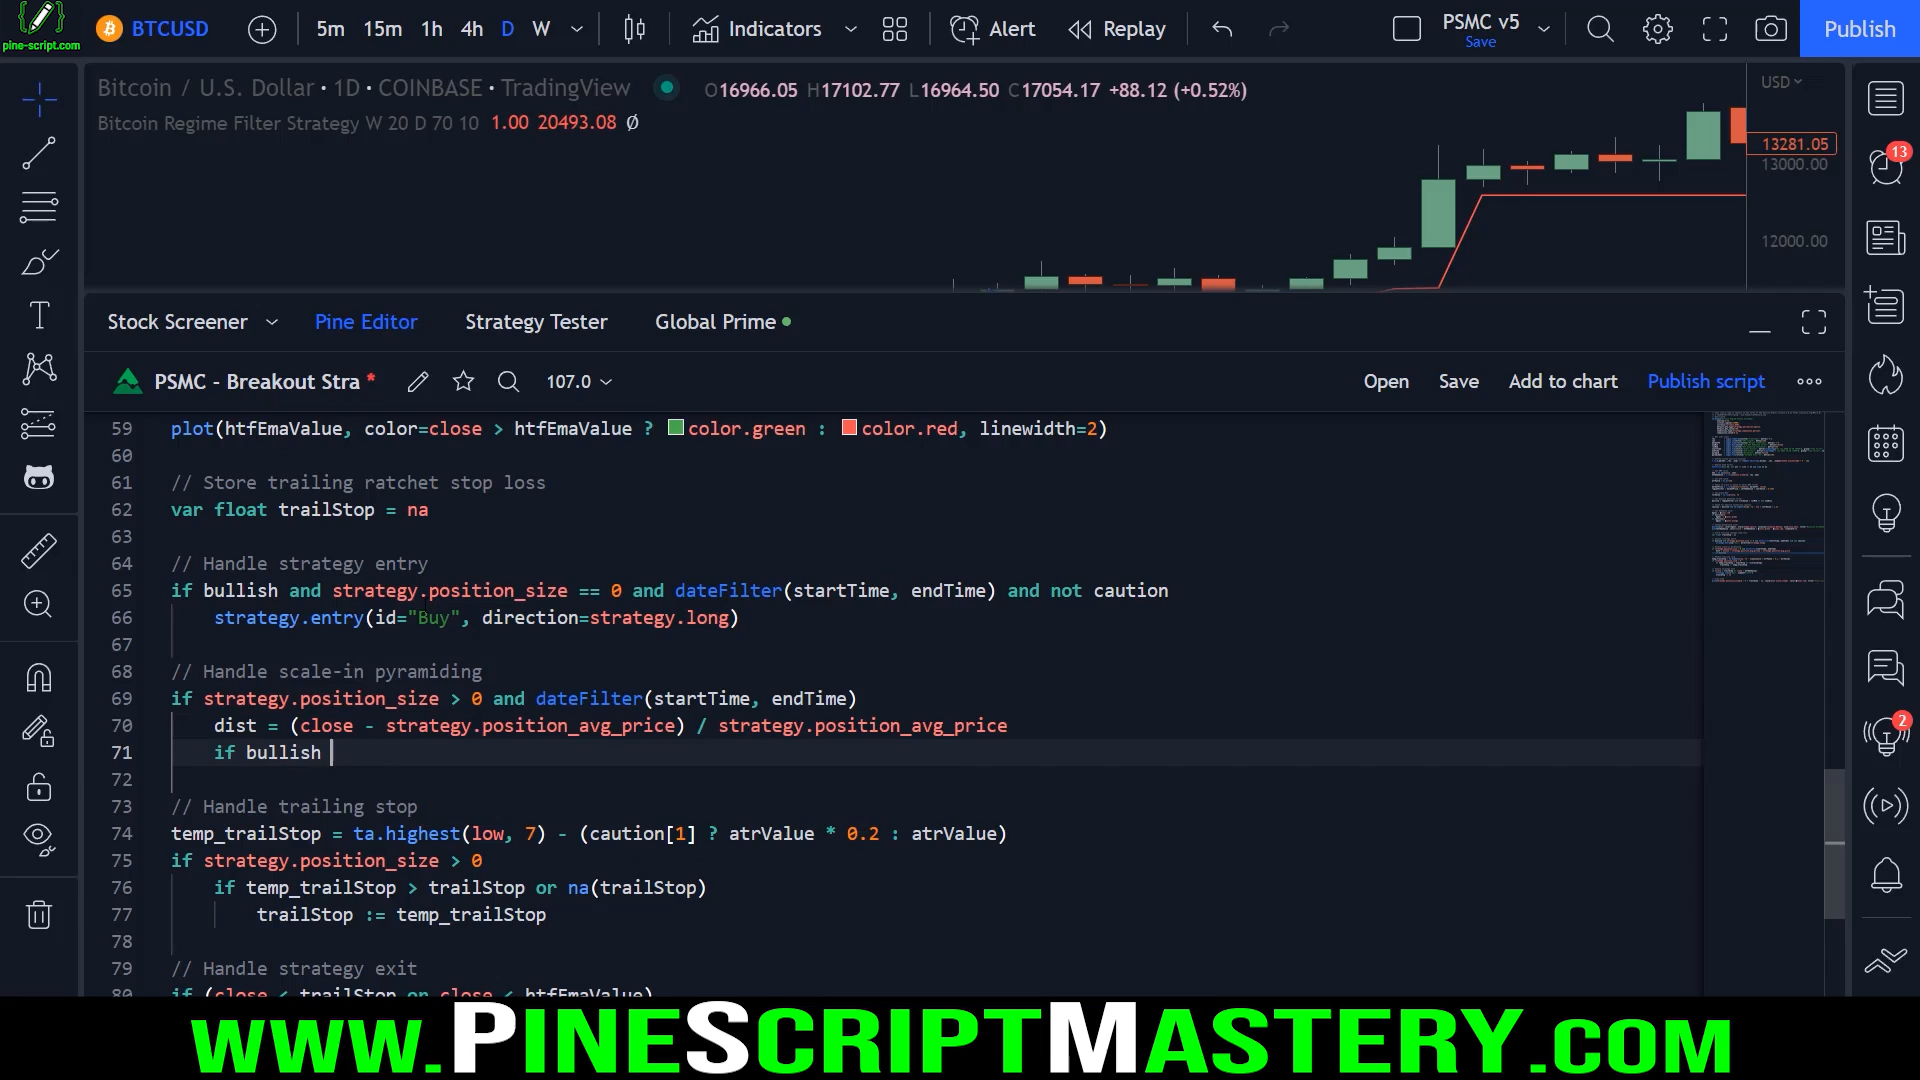 pine-script.com
BTCUSD
5m 15m 1h 4h D W
Indicators
Alert
Replay
PSMC v5
Save
Publish
Bitcoin / U.S. Dollar • 1D • COINBASE • TradingView
O16966.05 H17102.77 L16964.50 C17054.17 +88.12 (+0.52%)
Bitcoin Regime Filter Strategy W 20 D 70 10 1.00 20493.08 Ø
USD
13281.05
13000.00
12000.00
13
Stock Screener
Pine Editor
Strategy Tester
Global Prime
PSMC - Breakout Stra *
107.0
Open
Save
Add to chart
Publish script
59 plot(htfEmaValue, color=close > htfEmaValue ? color.green : color.red, linewidth=2)
60
61 // Store trailing ratchet stop loss
62 var float trailStop = na
63
64 // Handle strategy entry
65 if bullish and strategy.position_size == 0 and dateFilter(startTime, endTime) and not caution
66 strategy.entry(id="Buy", direction=strategy.long)
67
68 // Handle scale-in pyramiding
69 if strategy.position_size > 0 and dateFilter(startTime, endTime)
70 dist = (close - strategy.position_avg_price) / strategy.position_avg_price
71 if bullish
72
73 // Handle trailing stop
74 temp_trailStop = ta.highest(low, 7) - (caution[1] ? atrValue * 0.2 : atrValue)
75 if strategy.position_size > 0
76 if temp_trailStop > trailStop or na(trailStop)
77 trailStop := temp_trailStop
78
79 // Handle strategy exit
80 if (close < trailStop or close < htfEmaValue)
2
www.PineScriptMastery.com